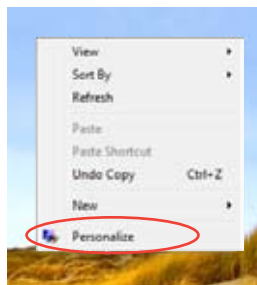 View
Sort By
Refresh
Paste
Paste Shortcut
Undo Copy Ctrl+Z
New
Personalize